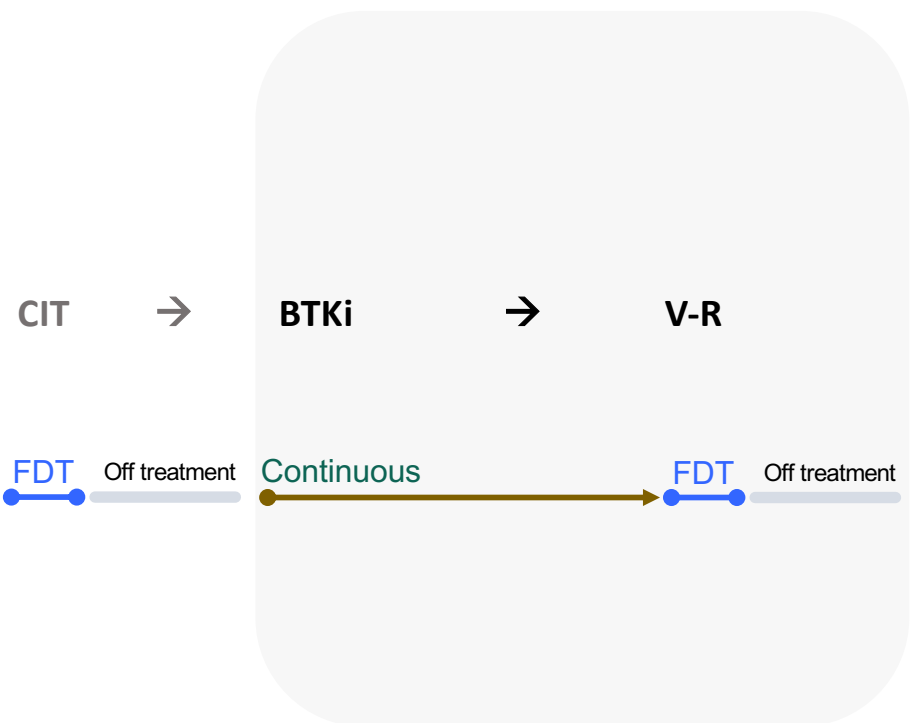 CIT → BTKi → V-R
FDT Off treatment Continuous FDT Off treatment